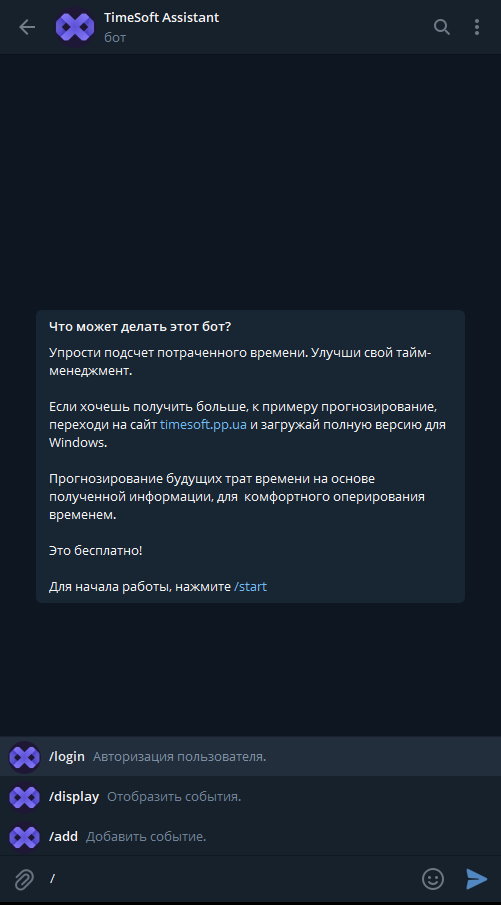 TimeSoft Assistant
бот
Что может делать этот бот?
Упрости подсчет потраченного времени. Улучши свой тайм-
менеджмент.
Если хочешь получить больше, к примеру прогнозирование,
переходи на сайт timesoft.pp.ua и загружай полную версию для
Windows.
Прогнозирование будущих трат времени на основе
полученной информации, для  комфортного оперирования
временем.
Это бесплатно!
Для начала работы, нажмите /start
/login Авторизация пользователя.
/display Отобразить события.
/add Добавить событие.
/